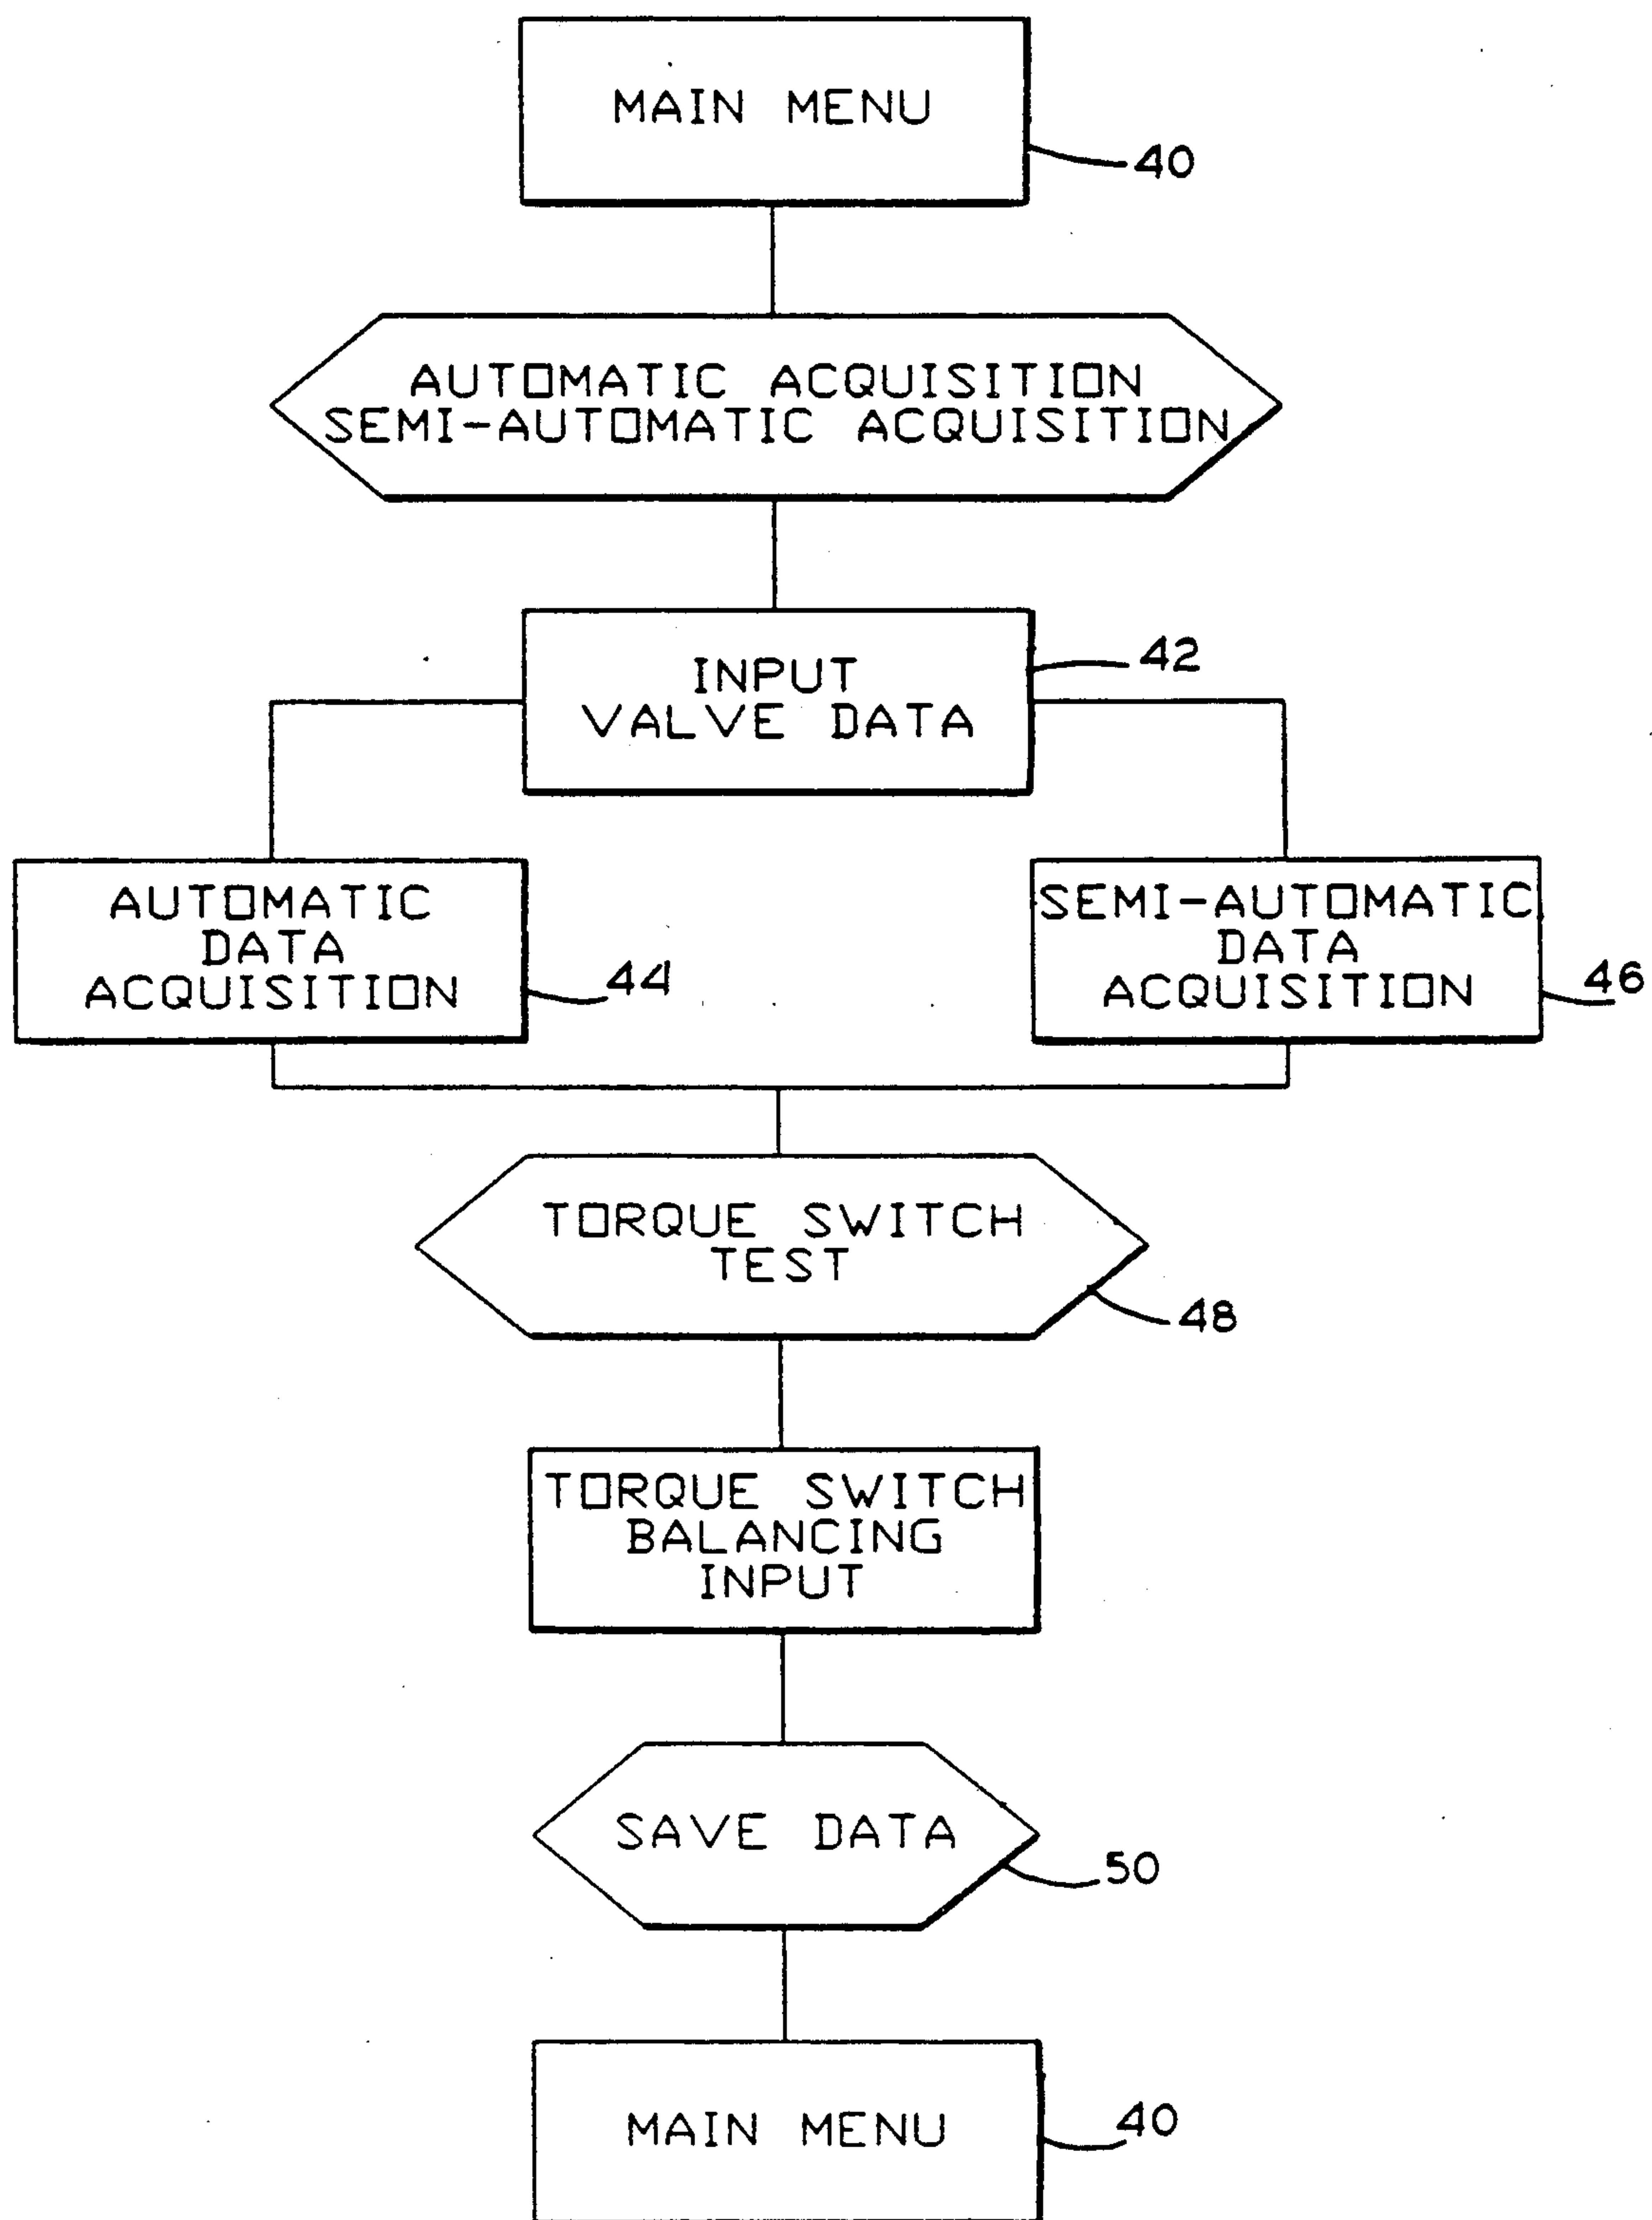 MAIN MENU
40
AUTOMATIC ACQUISITION
SEMI-AUTOMATIC ACQUISITION
42
INPUT
VALVE DATA
AUTOMATIC
DATA
ACQUISITION
44
SEMI-AUTOMATIC
DATA
ACQUISITION
46
TORQUE SWITCH
TEST
48
TORQUE SWITCH
BALANCING
INPUT
SAVE DATA
50
MAIN MENU
40